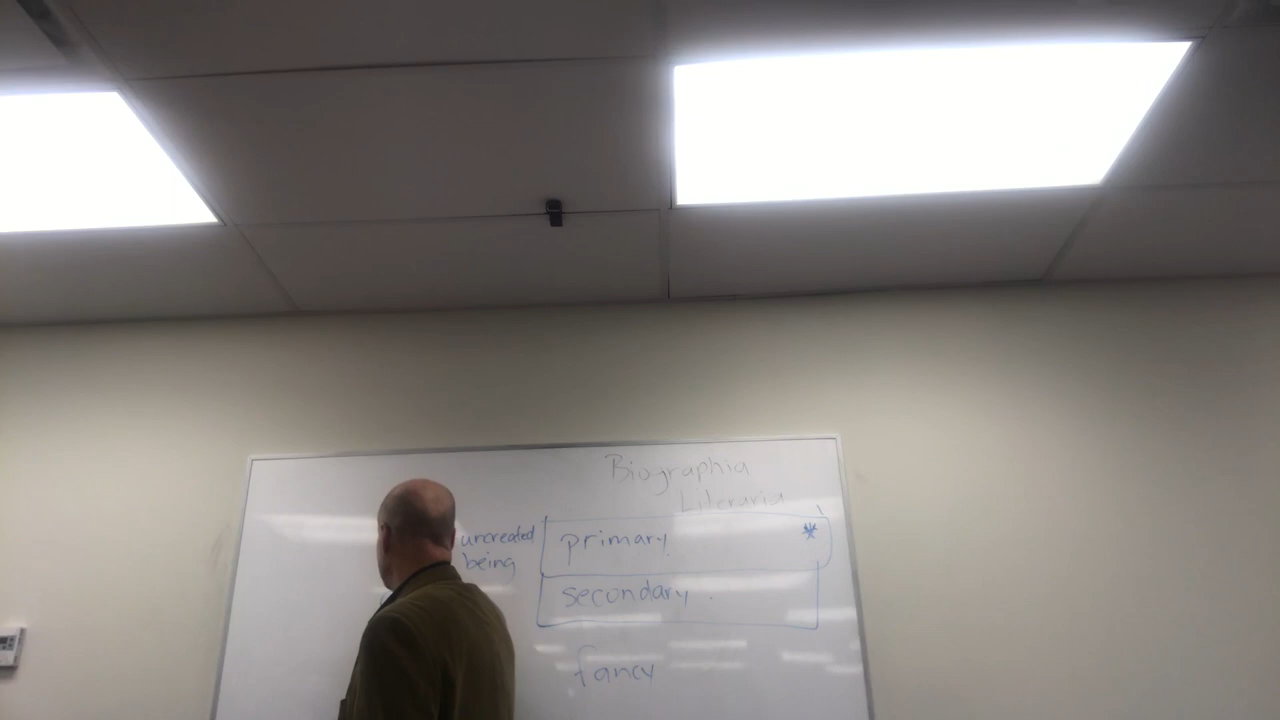 Biographia
Literaria
uncreated
being
primary
*
secondary
fancy